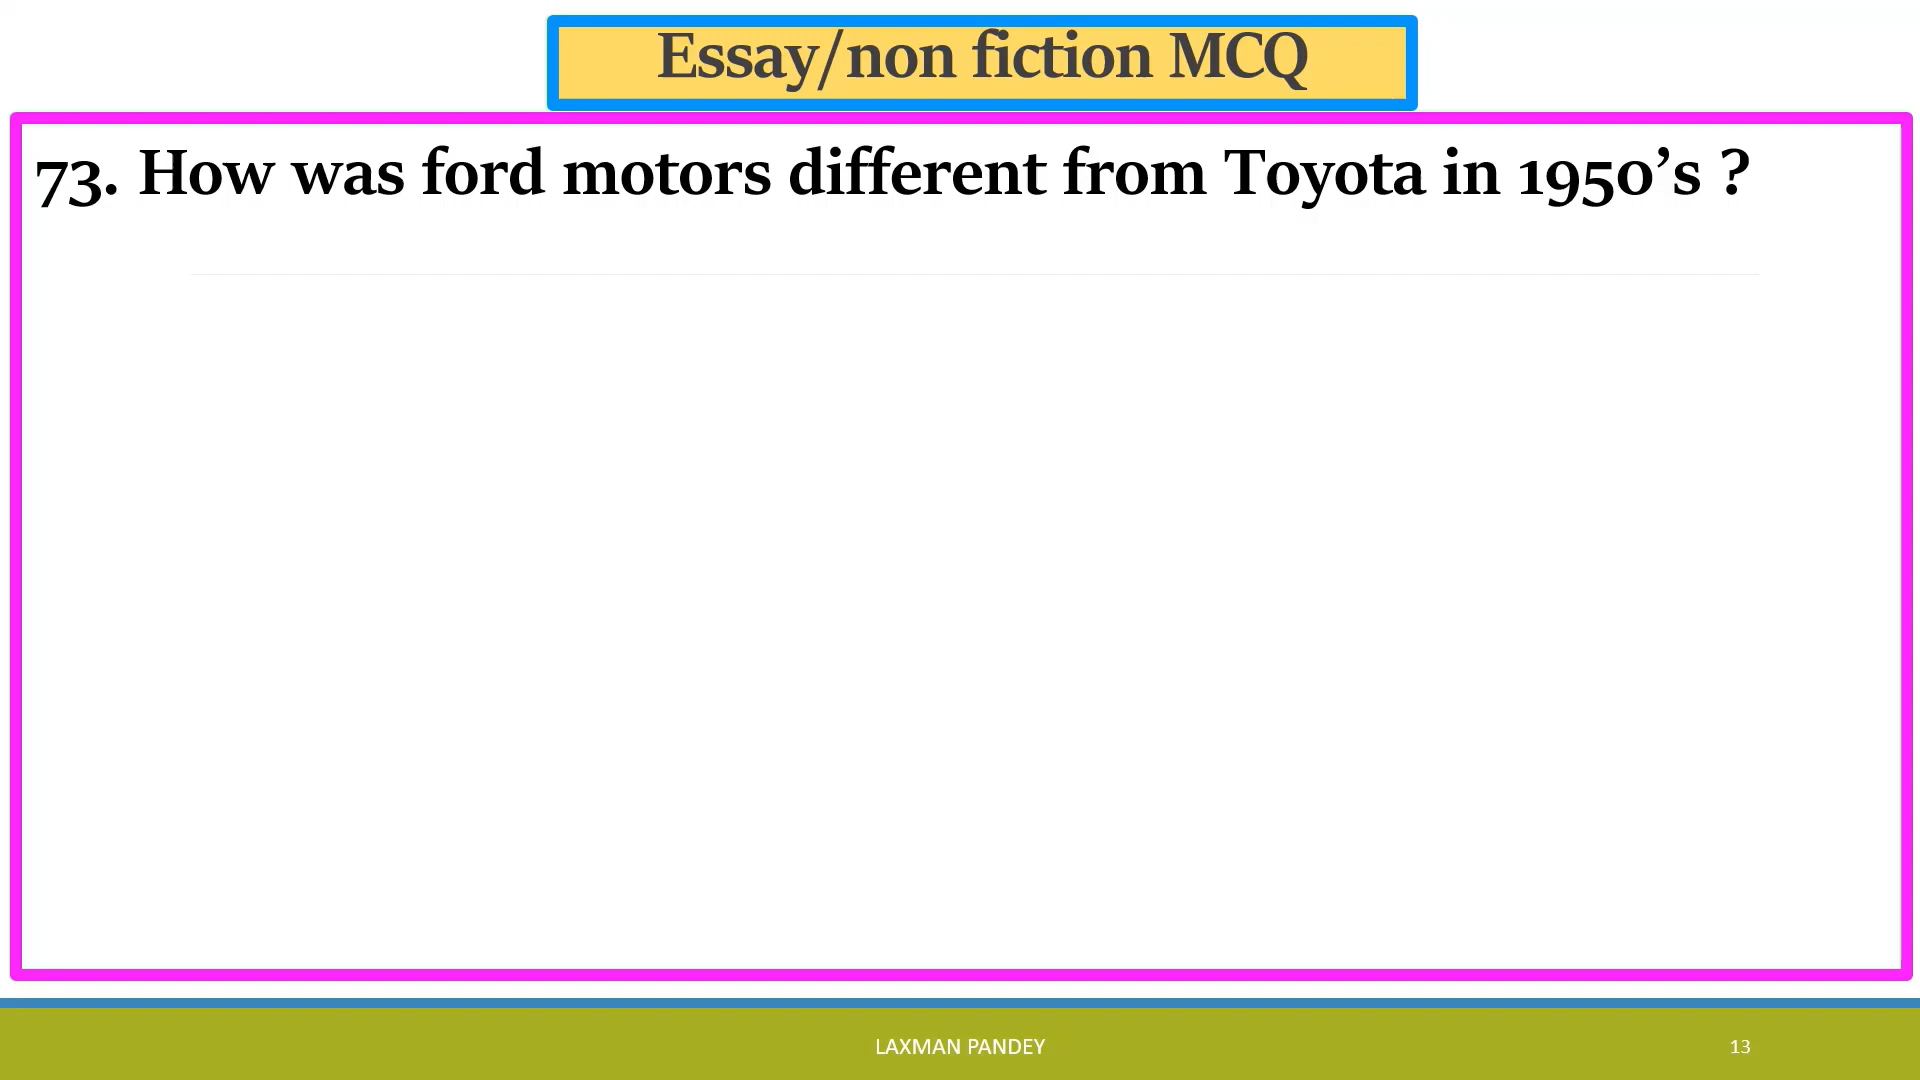 Essay/non fiction MCQ
73. How was ford motors different from Toyota in 1950’s ?
LAXMAN PANDEY
13